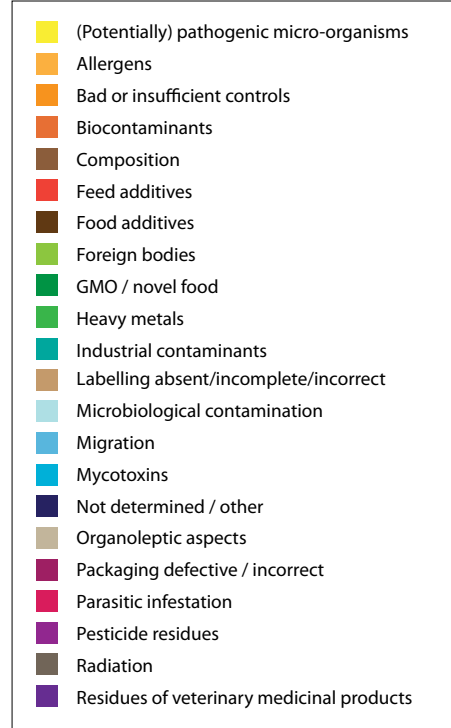 (Potentially) pathogenic micro-organisms
Allergens
Bad or insufficient controls
Biocontaminants
Composition
Feed additives
Food additives
Foreign bodies
GMO / novel food
Heavy metals
Industrial contaminants
Labelling absent/incomplete/incorrect
Microbiological contamination
Migration
Mycotoxins
Not determined / other
Organoleptic aspects
Packaging defective / incorrect
Parasitic infestation
Pesticide residues
Radiation
Residues of veterinary medicinal products